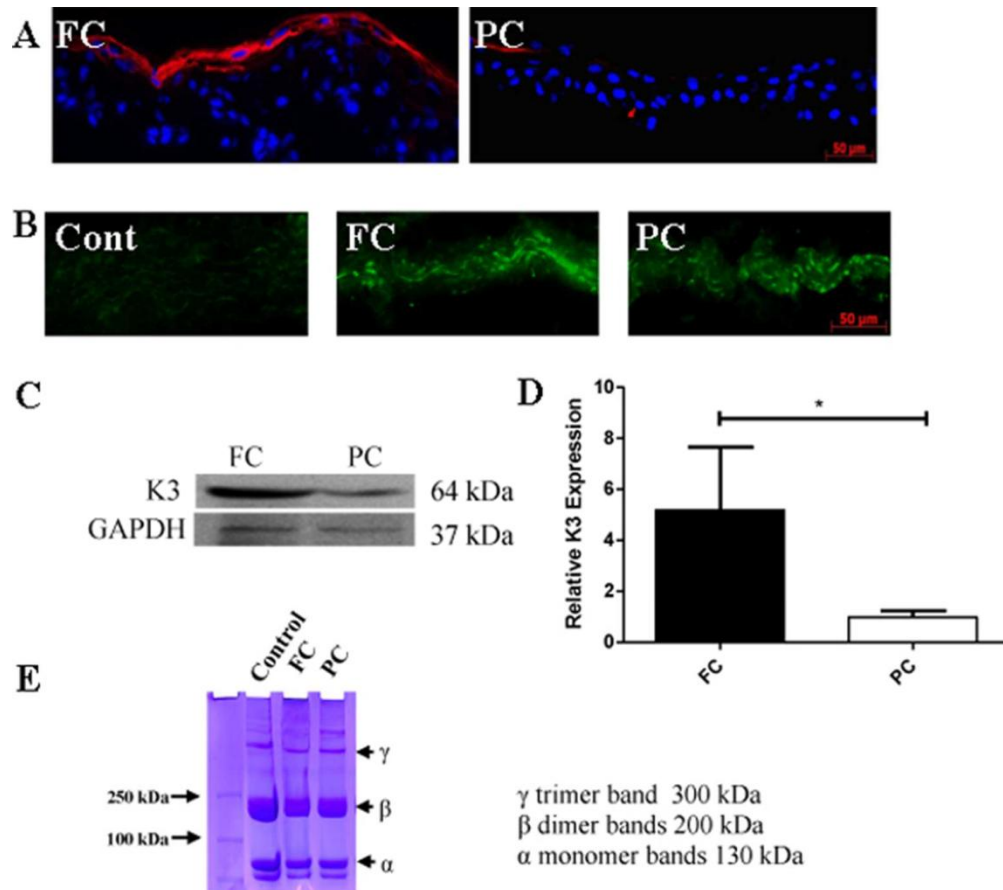 A FC PC
50 µm
B Cont FC PC
50 µm
C
FC PC
K3 64 kDa
GAPDH 37 kDa
D
10
8
6
4
2
0
Relative K3 Expression
*
FC PC
E
Control FC PC
250 kDa
100 kDa
γ
β
α
γ trimer band 300 kDa
β dimer bands 200 kDa
α monomer bands 130 kDa